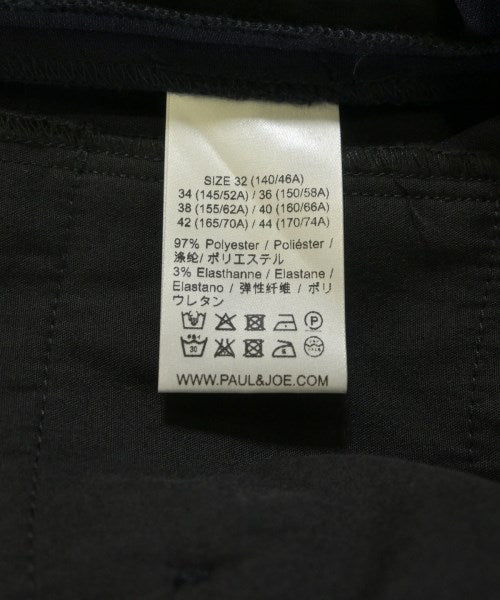 SIZE 32 (140/46A)
34 (145/52A) / 36 (150/58A)
38 (155/62A) / 40 (160/66A)
42 (165/70A) / 44 (170/74A)
97% Polyester / Poliéster /
涤纶/ ポリエステル
3% Elasthanne / Elastane /
Elastano / 弹性纤维 / ポリ
ウレタン
P
30
WWW.PAUL&JOE.COM